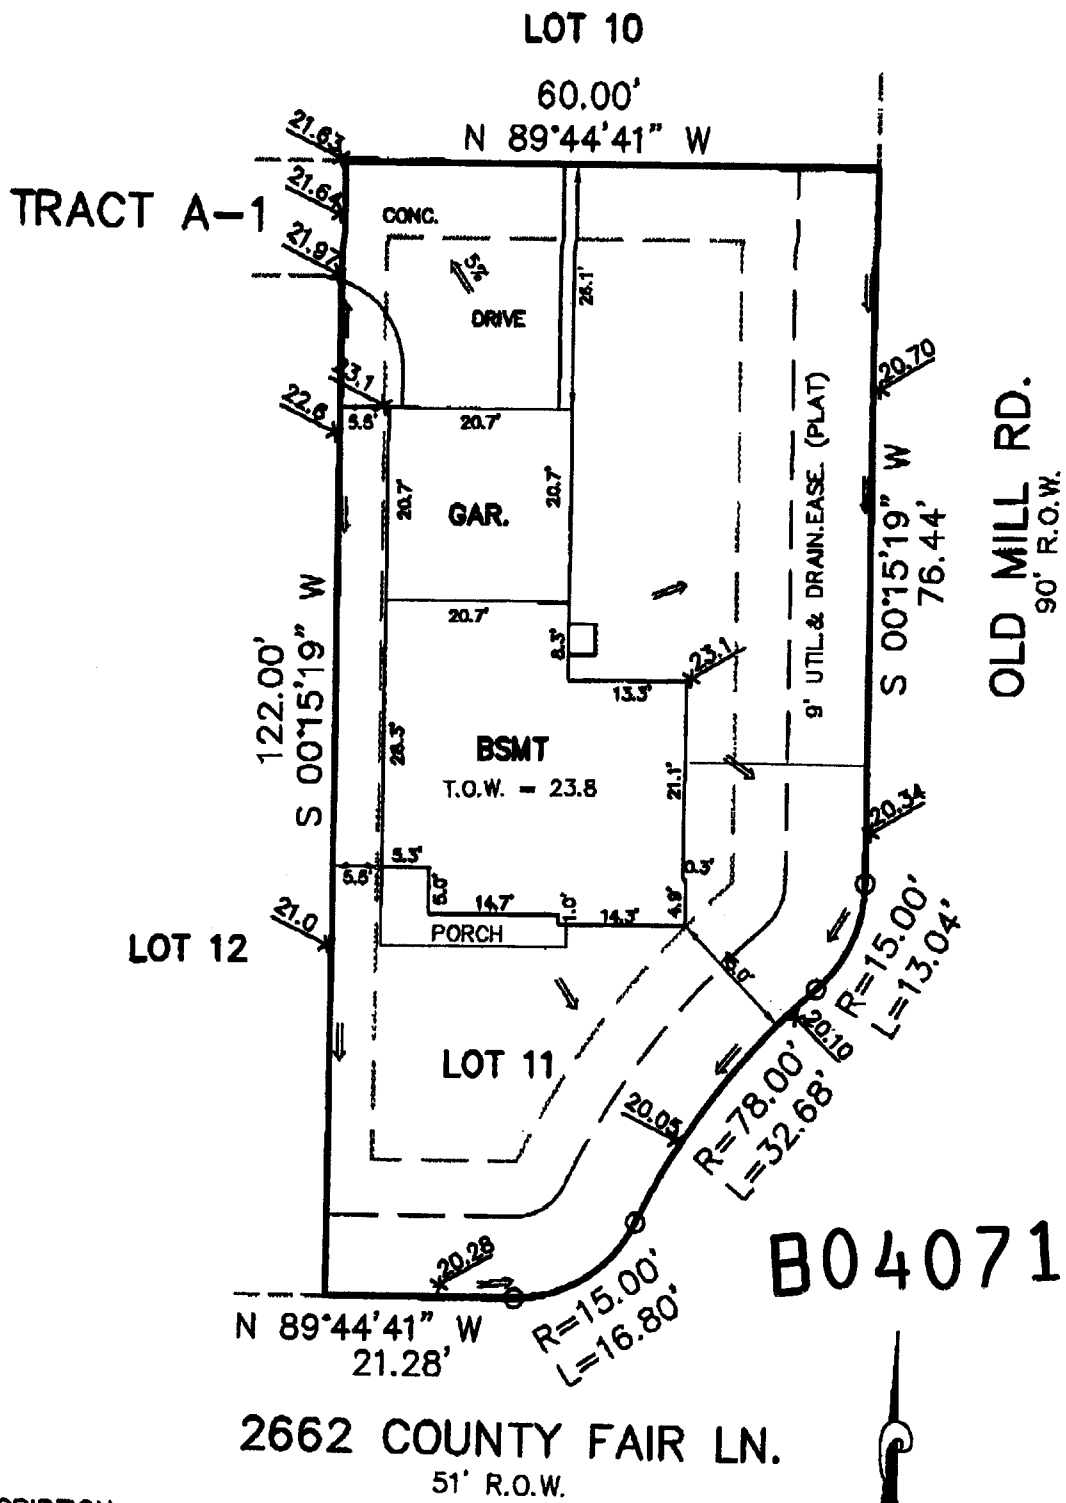 LOT 10
60.00'
N 89°44'41" W
21.63
21.64
21.97
TRACT A-1
CONC.
5%
DRIVE
26.1'
23.1
22.6
5.6'
20.7'
20.70
20.7'
20.7'
GAR.
20.7'
9' UTIL.& DRAIN.EASE. (PLAT)
S 00°15'19" W
76.44'
OLD MILL RD.
90' R.O.W.
8.3'
13.3'
23.1
122.00'
S 00°15'19" W
26.3'
BSMT
T.O.W. = 23.8
21.1'
0.3'
20.34
5.3'
5.6'
5.0'
14.7'
1.0'
14.3'
4.9'
PORCH
21.0
LOT 12
R=15.00'
L=13.04'
20.10
LOT 11
20.05
R=78.00'
L=32.68'
B04071
20.28
N 89°44'41" W
21.28'
R=15.00'
L=16.80'
2662 COUNTY FAIR LN.
51' R.O.W.